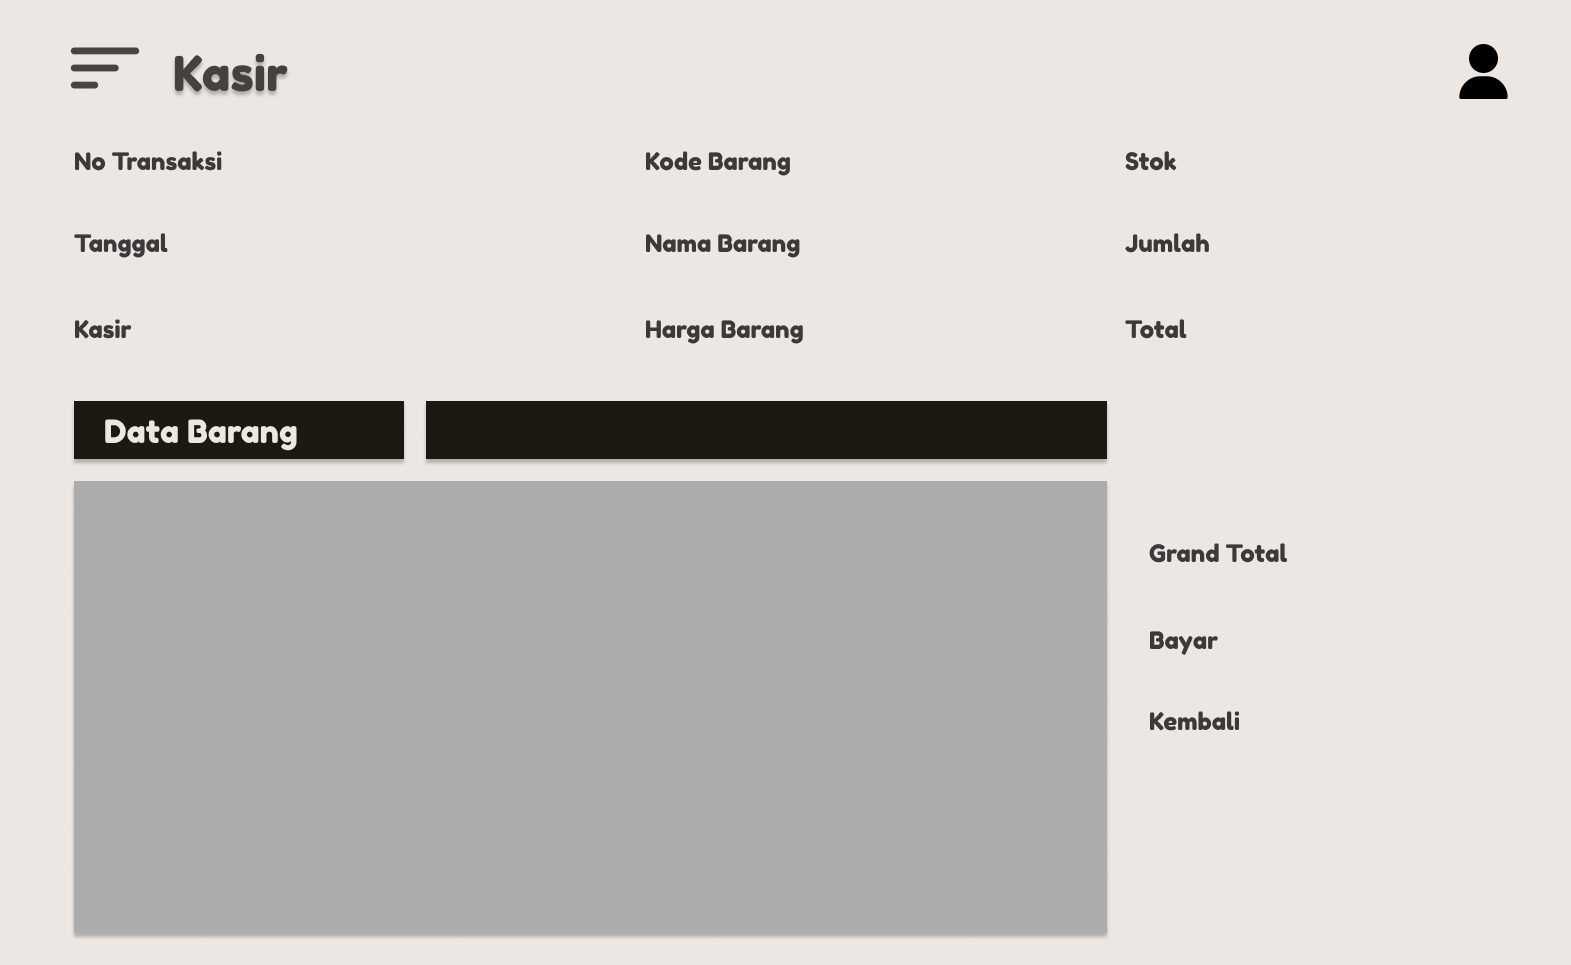 Kasir
No Transaksi
Kode Barang
Stok
Tanggal
Nama Barang
Jumlah
Kasir
Harga Barang
Total
Data Barang
Grand Total
Bayar
Kembali